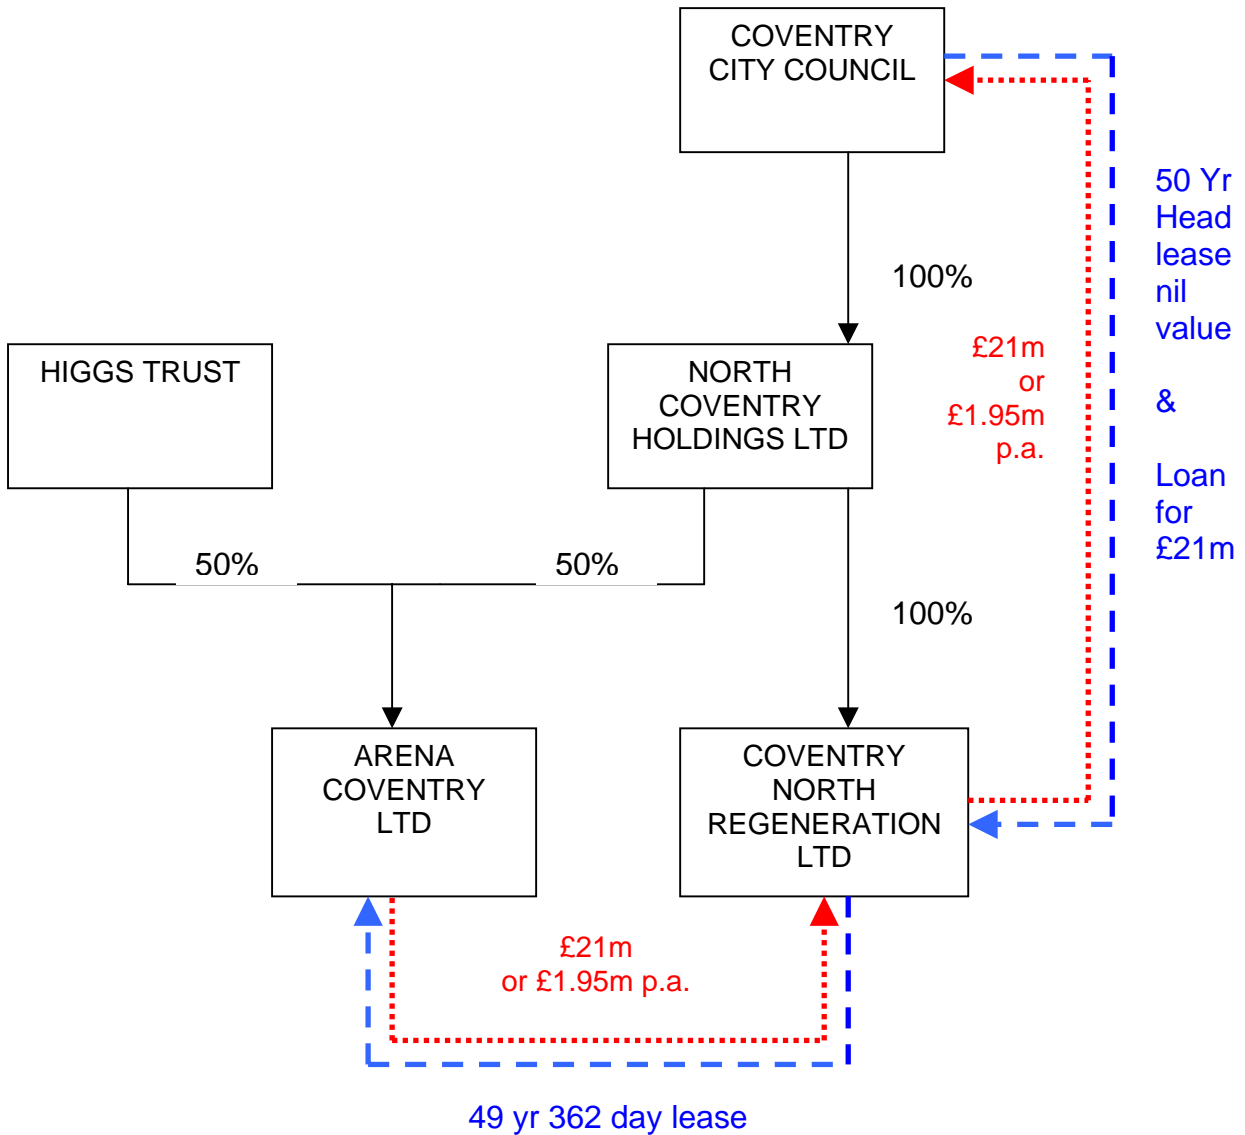 COVENTRY
CITY COUNCIL
50 Yr
Head
lease
nil
value
&
Loan
for
£21m
100%
£21m
or
£1.95m
p.a.
HIGGS TRUST
NORTH
COVENTRY
HOLDINGS LTD
50%
50%
100%
ARENA
COVENTRY
LTD
COVENTRY
NORTH
REGENERATION
LTD
£21m
or £1.95m p.a.
49 yr 362 day lease